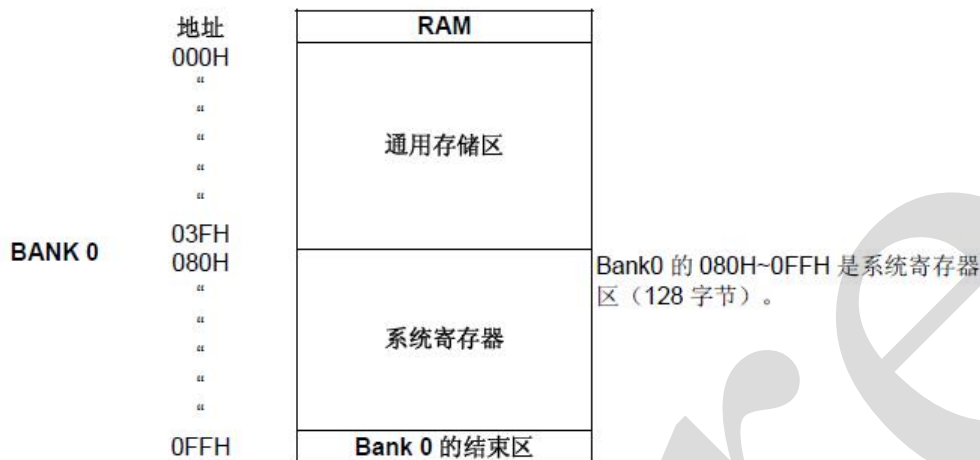 地址 RAM
000H
“
“
“ 通用存储区
“
“
03FH
BANK 0 080H Bank0 的 080H~0FFH 是系统寄存器
“ 区（128 字节）。
“
“ 系统寄存器
“
“
0FFH Bank 0 的结束区